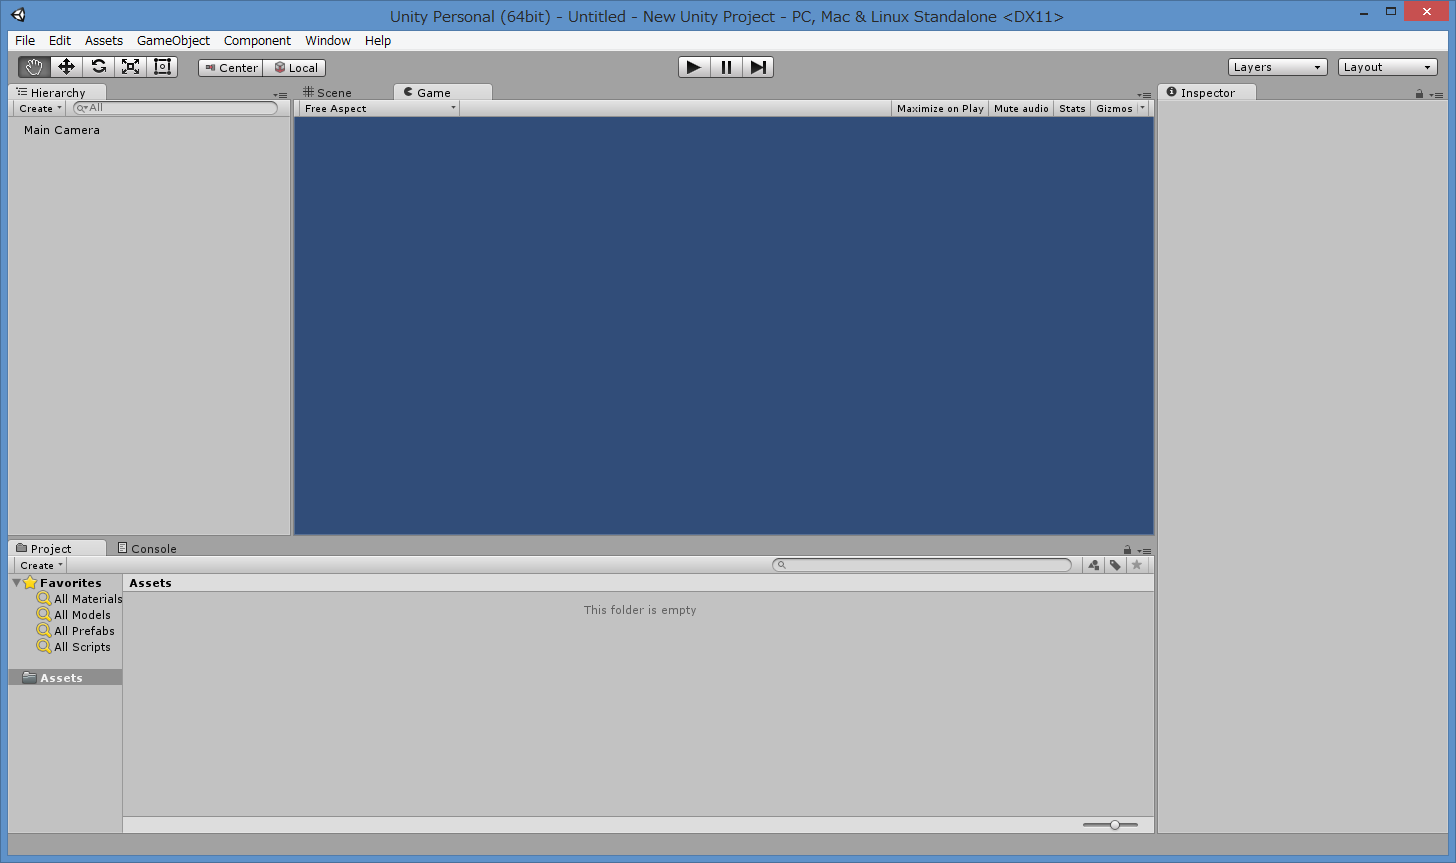 Unity Personal (64bit) - Untitled - New Unity Project - PC, Mac & Linux Standalone <DX11>
File Edit Assets GameObject Component Window Help
Center Local Layers Layout
Hierarchy Scene Game Inspector
Create All Free Aspect Maximize on Play Mute audio Stats Gizmos
Main Camera
Project Console
Create
Favorites Assets
All Materials This folder is empty
All Models
All Prefabs
All Scripts
Assets